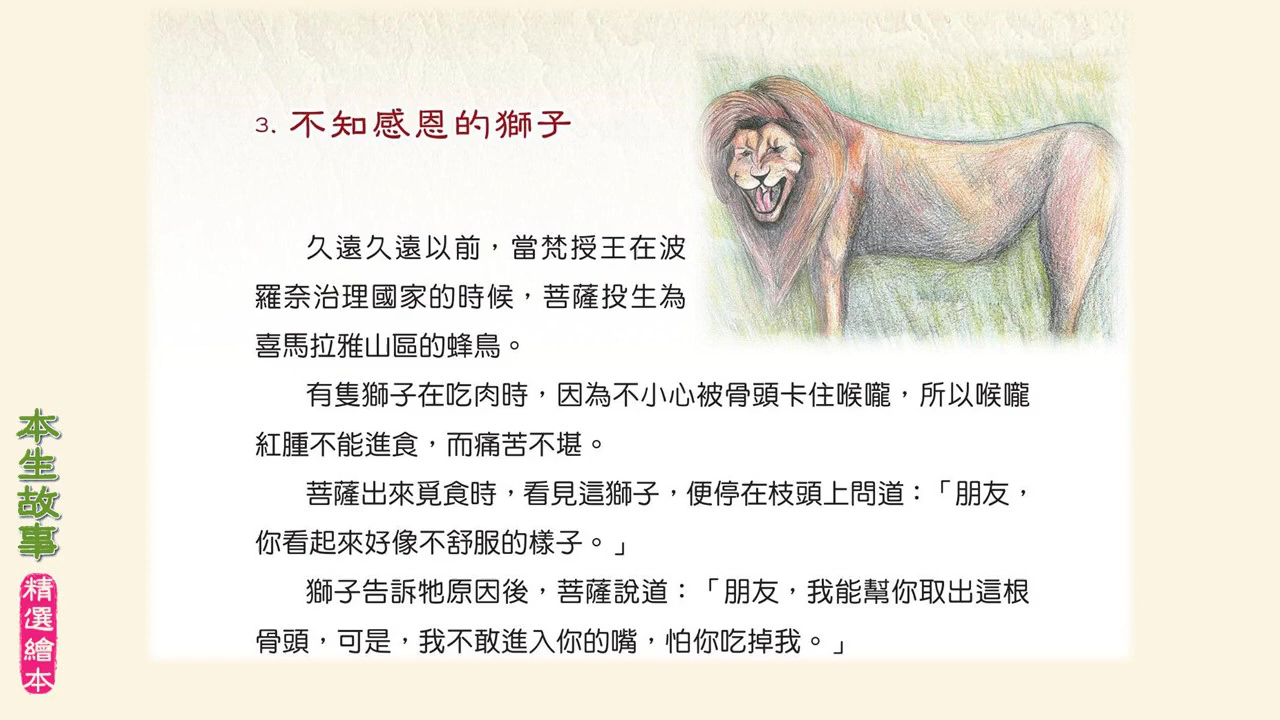 3. 不知感恩的獅子
久遠久遠以前，當梵授王在波
羅奈治理國家的時候，菩薩投生為
喜馬拉雅山區的蜂鳥。
有隻獅子在吃肉時，因為不小心被骨頭卡住喉嚨，所以喉嚨
紅腫不能進食，而痛苦不堪。
菩薩出來覓食時，看見這獅子，便停在枝頭上問道：「朋友，
你看起來好像不舒服的樣子。」
獅子告訴牠原因後，菩薩說道：「朋友，我能幫你取出這根
骨頭，可是，我不敢進入你的嘴，怕你吃掉我。」
本生故事
精選繪本